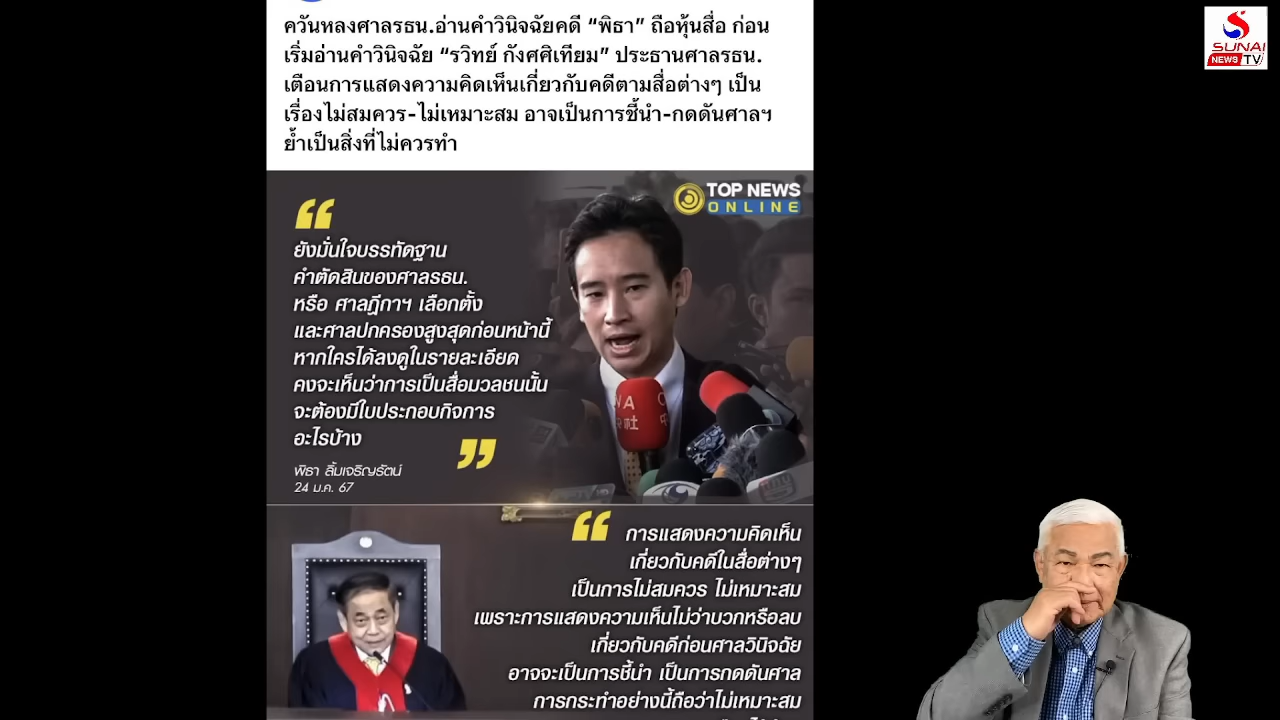 ควันหลงศาลรธน.อ่านคำวินิจฉัยคดี “พิธา” ถือหุ้นสื่อ ก่อน
เริ่มอ่านคำวินิจฉัย “รวิทย์ กังศศิเทียม” ประธานศาลรธน.
เตือนการแสดงความคิดเห็นเกี่ยวกับคดีตามสื่อต่างๆ เป็น
เรื่องไม่สมควร-ไม่เหมาะสม อาจเป็นการชี้นำ-กดดันศาลฯ
ย้ำเป็นสิ่งที่ไม่ควรทำ
SUNAI
NEWS TV
TOP NEWS
ONLINE
“
ยังมั่นใจบรรทัดฐาน
คำตัดสินของศาลรธน.
หรือ ศาลฎีกาฯ เลือกตั้ง
และศาลปกครองสูงสุดก่อนหน้านี้
หากใครได้ลงดูในรายละเอียด
คงจะเห็นว่าการเป็นสื่อมวลชนนั้น
จะต้องมีใบประกอบกิจการ
อะไรบ้าง
”
พิธา ลิ้มเจริญรัตน์
24 ม.ค. 67
“ การแสดงความคิดเห็น
เกี่ยวกับคดีในสื่อต่างๆ
เป็นการไม่สมควร ไม่เหมาะสม
เพราะการแสดงความเห็นไม่ว่าบวกหรือลบ
เกี่ยวกับคดีก่อนศาลวินิจฉัย
อาจจะเป็นการชี้นำ เป็นการกดดันศาล
การกระทำอย่างนี้ถือว่าไม่เหมาะสม